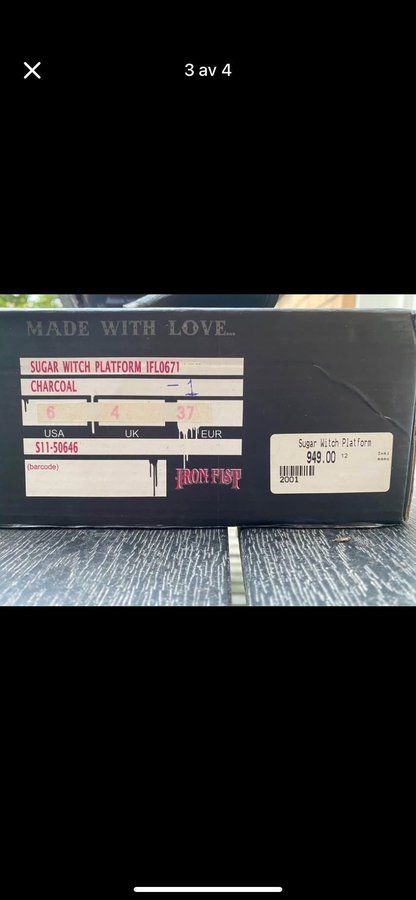 3 av 4
MADE WITH LOVE...
SUGAR WITCH PLATFORM IFL0671
CHARCOAL -1
6 4 37
USA UK EUR
S11-50646
(barcode)
IRON FIST
Sugar Witch Platform
949.00 12
2001